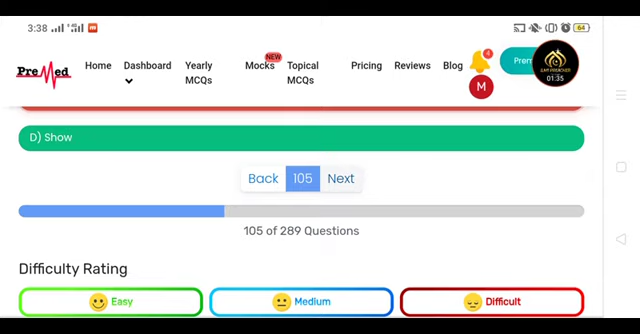 3:38
64
PreMed
Home
Dashboard
Yearly MCQs
Mocks
NEW
Topical MCQs
Pricing
Reviews
Blog
4
M
Prem
01:35
D) Show
Back 105 Next
105 of 289 Questions
Difficulty Rating
Easy
Medium
Difficult